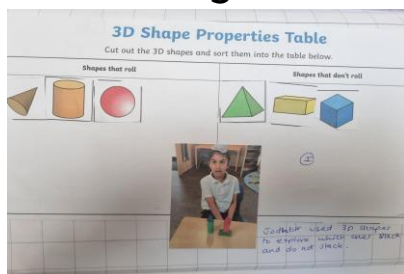 3D Shape Properties Table
Cut out the 3D shapes and sort them into the table below.
Shapes that roll
Shapes that don't roll
I
used 3D shapes
to explore which ones stack
and do not stack.